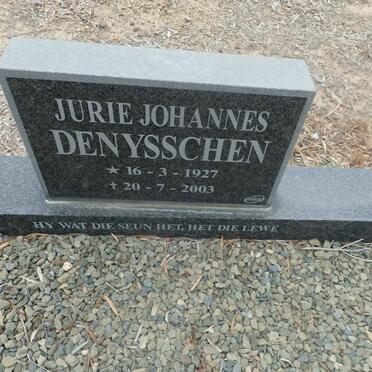 JURIE JOHANNES
DENYSSCHEN
★ 16 - 3 - 1927
✝ 20 - 7 - 2003
HY WAT DIE SEUN HET, HET DIE LEWE